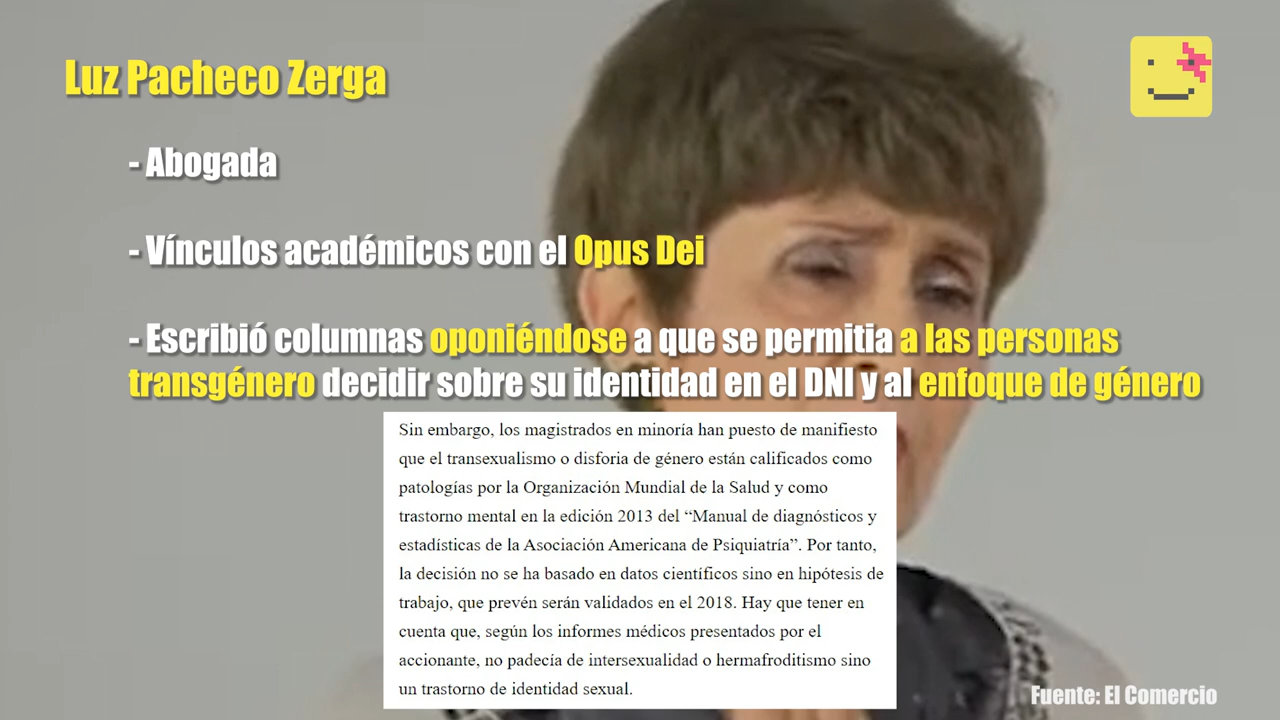 Luz Pacheco Zerga
- Abogada
- Vínculos académicos con el Opus Dei
- Escribió columnas oponiéndose a que se permitia a las personas
transgénero decidir sobre su identidad en el DNI y al enfoque de género
Sin embargo, los magistrados en minoría han puesto de manifiesto
que el transexualismo o disforia de género están calificados como
patologías por la Organización Mundial de la Salud y como
trastorno mental en la edición 2013 del “Manual de diagnósticos y
estadísticas de la Asociación Americana de Psiquiatría”. Por tanto,
la decisión no se ha basado en datos científicos sino en hipótesis de
trabajo, que prevén serán validados en el 2018. Hay que tener en
cuenta que, según los informes médicos presentados por el
accionante, no padecía de intersexualidad o hermafroditismo sino
un trastorno de identidad sexual.
Fuente: El Comercio